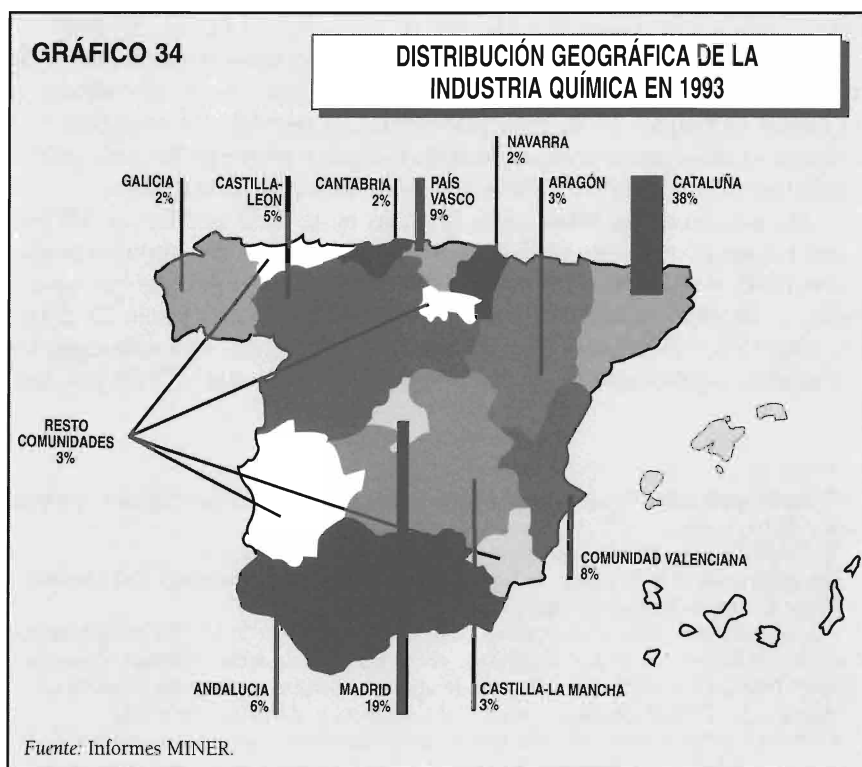 GRÁFICO 34
DISTRIBUCIÓN GEOGRÁFICA DE LA
INDUSTRIA QUÍMICA EN 1993
GALICIA
2%
CASTILLA-
LEON
5%
CANTABRIA
2%
PAÍS
VASCO
9%
NAVARRA
2%
ARAGÓN
3%
CATALUÑA
38%
RESTO
COMUNIDADES
3%
COMUNIDAD VALENCIANA
8%
ANDALUCIA
6%
MADRID
19%
CASTILLA-LA MANCHA
3%
Fuente: Informes MINER.